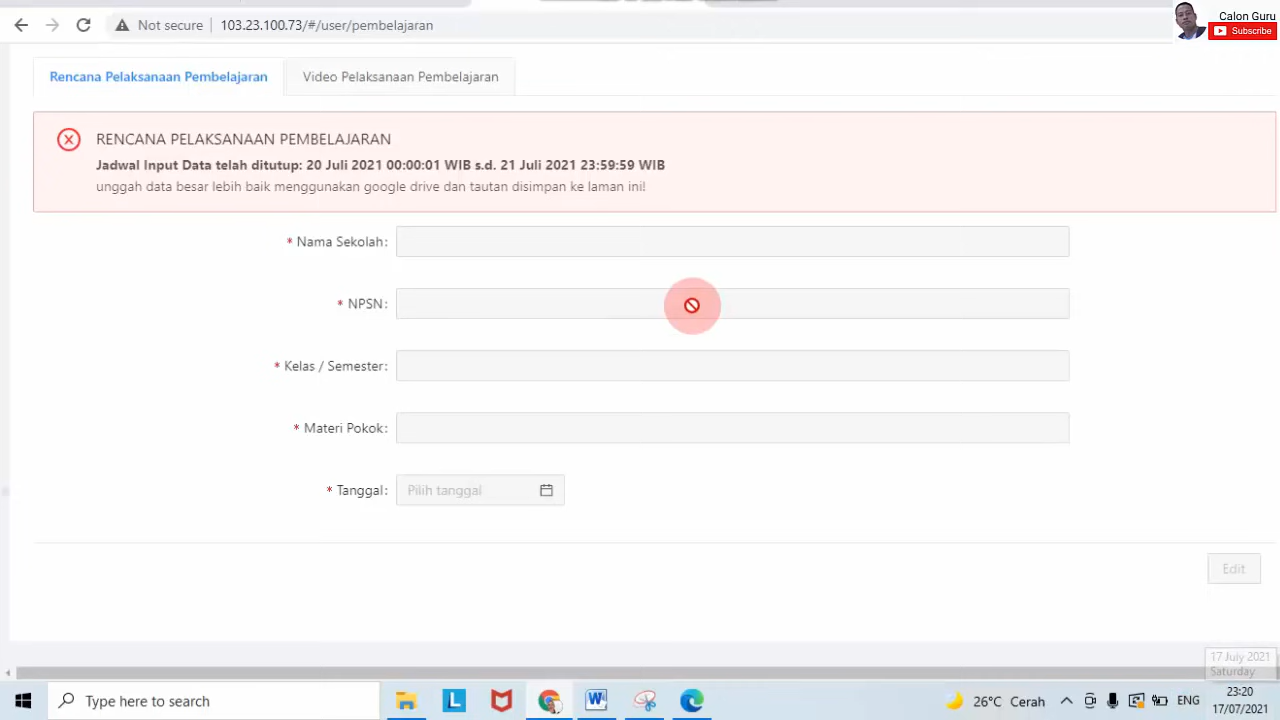 Not secure
103.23.100.73/#/user/pembelajaran
Calon Guru
Subscribe
Rencana Pelaksanaan Pembelajaran
Video Pelaksanaan Pembelajaran
RENCANA PELAKSANAAN PEMBELAJARAN
Jadwal Input Data telah ditutup: 20 Juli 2021 00:00:01 WIB s.d. 21 Juli 2021 23:59:59 WIB
unggah data besar lebih baik menggunakan google drive dan tautan disimpan ke laman ini!
* Nama Sekolah:
* NPSN:
* Kelas / Semester:
* Materi Pokok:
* Tanggal: Pilih tanggal
Edit
17 July 2021
Saturday
Type here to search
26°C Cerah
ENG
23:20
17/07/2021